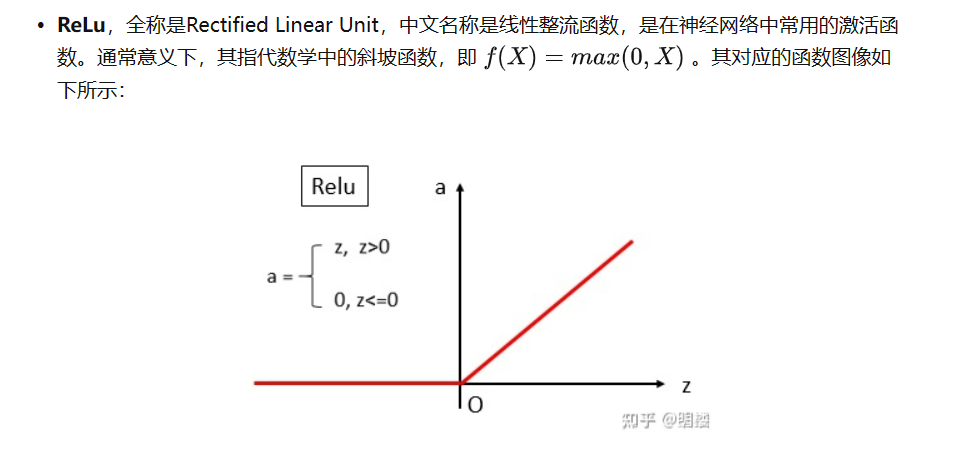 • ReLu，全称是Rectified Linear Unit，中文名称是线性整流函数，是在神经网络中常用的激活函
数。通常意义下，其指代数学中的斜坡函数，即 f(X) = max(0, X) 。其对应的函数图像如
下所示：
Relu
a
z, z>0
a =
0, z<=0
z
O
知乎 @明鏪